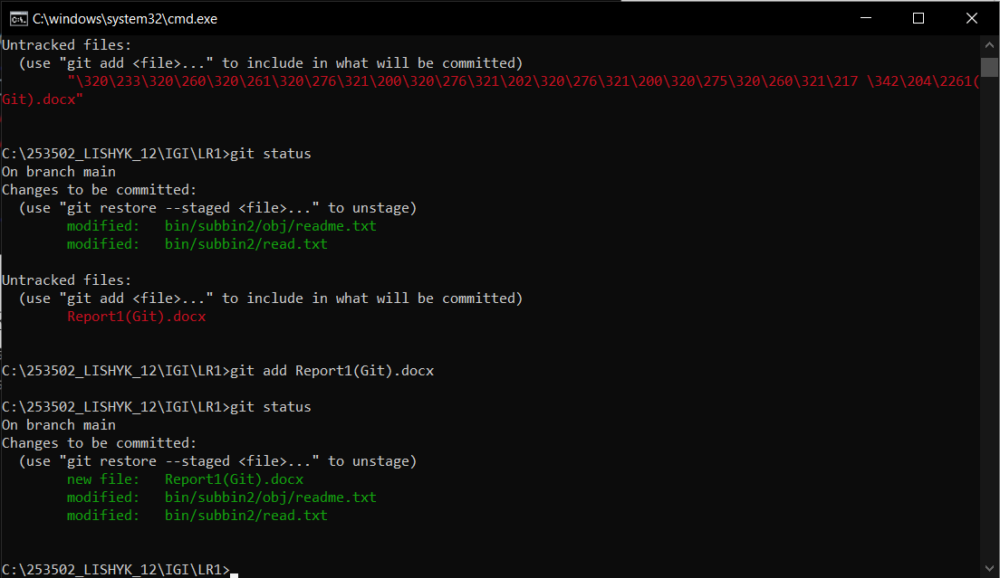 C:\windows\system32\cmd.exe
Untracked files:
  (use "git add <file>..." to include in what will be committed)
        "\320\233\320\260\320\261\320\276\321\200\320\276\321\202\320\276\321\200\320\275\320\260\321\217 \342\204\2261(
Git).docx"
C:\253502_LISHYK_12\IGI\LR1>git status
On branch main
Changes to be committed:
  (use "git restore --staged <file>..." to unstage)
        modified:   bin/subbin2/obj/readme.txt
        modified:   bin/subbin2/read.txt
Untracked files:
  (use "git add <file>..." to include in what will be committed)
        Report1(Git).docx
C:\253502_LISHYK_12\IGI\LR1>git add Report1(Git).docx
C:\253502_LISHYK_12\IGI\LR1>git status
On branch main
Changes to be committed:
  (use "git restore --staged <file>..." to unstage)
        new file:   Report1(Git).docx
        modified:   bin/subbin2/obj/readme.txt
        modified:   bin/subbin2/read.txt
C:\253502_LISHYK_12\IGI\LR1>